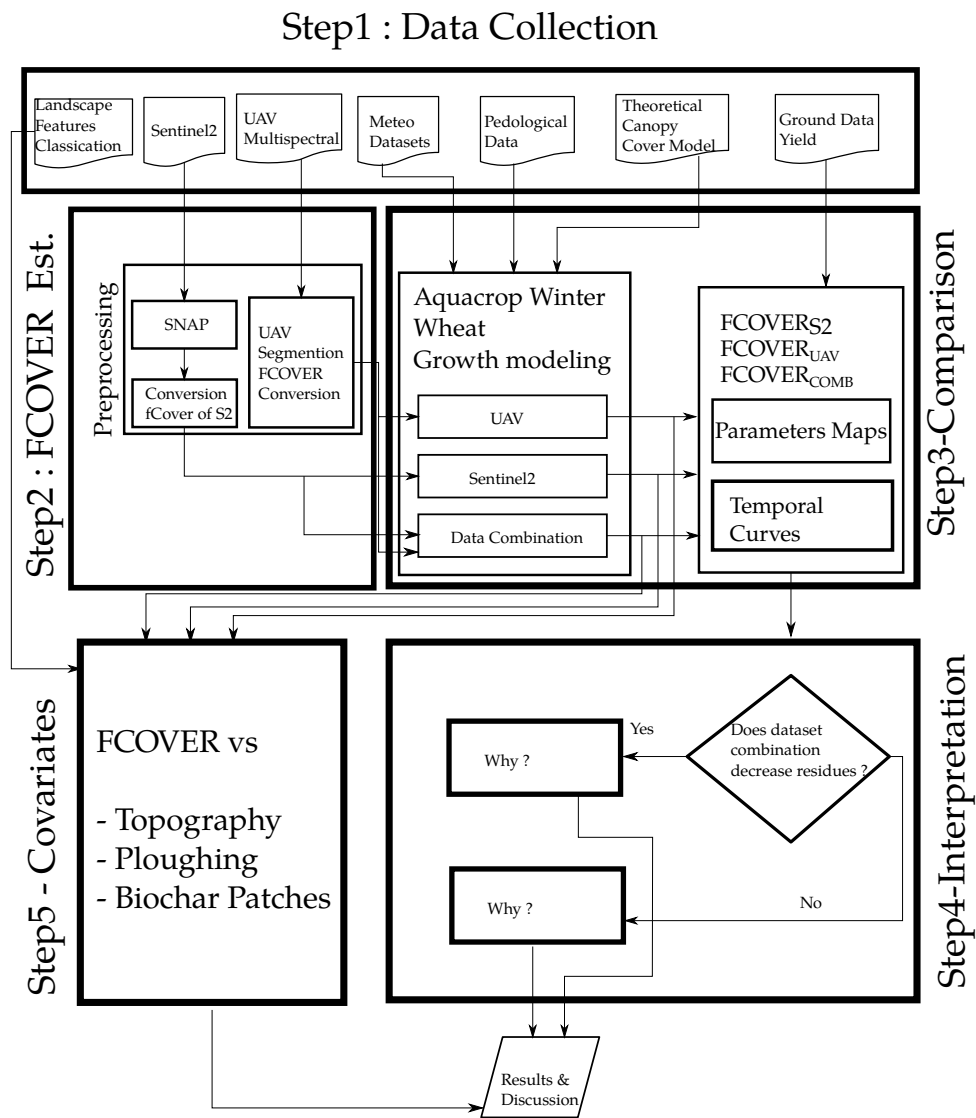 Step1 : Data Collection
Landscape
Features
Classication
Sentinel2
UAV
Multispectral
Meteo
Datasets
Pedological
Data
Theoretical
Canopy
Cover Model
Ground Data
Yield
Step2 : FCOVER Est.
Preprocessing
SNAP
Conversion
fCover of S2
UAV
Segmention
FCOVER
Conversion
Step3-Comparison
Aquacrop Winter
Wheat
Growth modeling
UAV
Sentinel2
Data Combination
FCOVERS2
FCOVERUAV
FCOVERCOMB
Parameters Maps
Temporal
Curves
Step5 - Covariates
FCOVER vs
- Topography
- Ploughing
- Biochar Patches
Step4-Interpretation
Does dataset
combination
decrease residues ?
Yes
Why ?
No
Why ?
Results &
Discussion